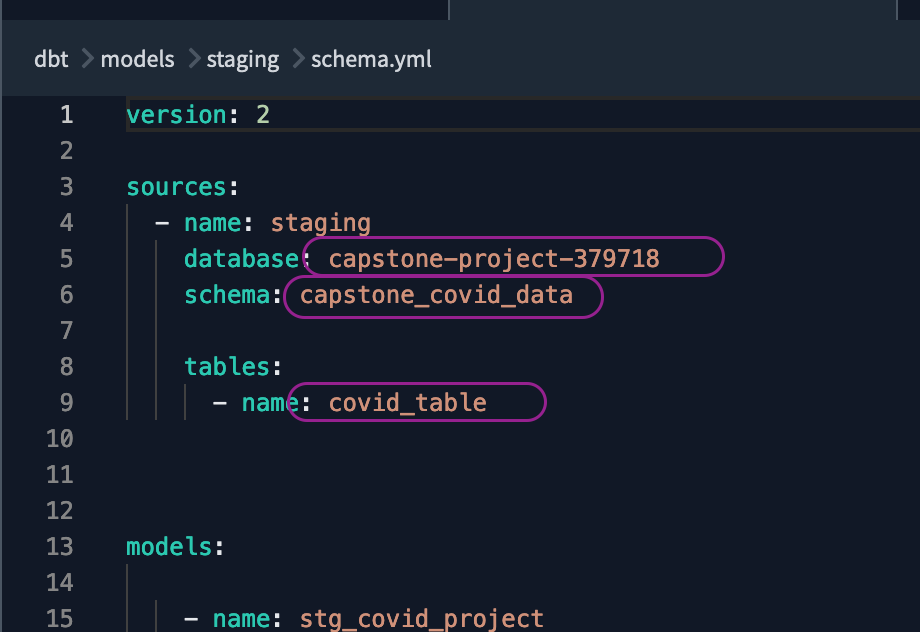 dbt > models > staging > schema.yml
1 version: 2
2
3 sources:
4 - name: staging
5 database: capstone-project-379718
6 schema: capstone_covid_data
7
8 tables:
9 - name: covid_table
10
11
12
13 models:
14
15 - name: stg_covid_project